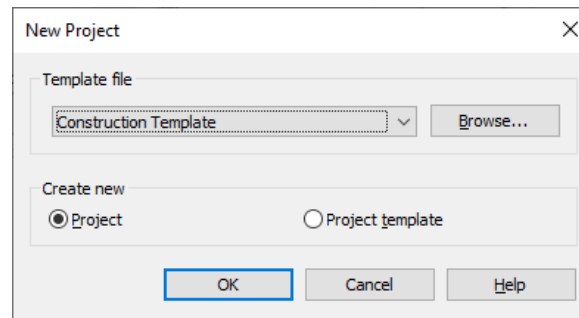 New Project
Template file
Construction Template
Browse...
Create new
Project
Project template
OK
Cancel
Help